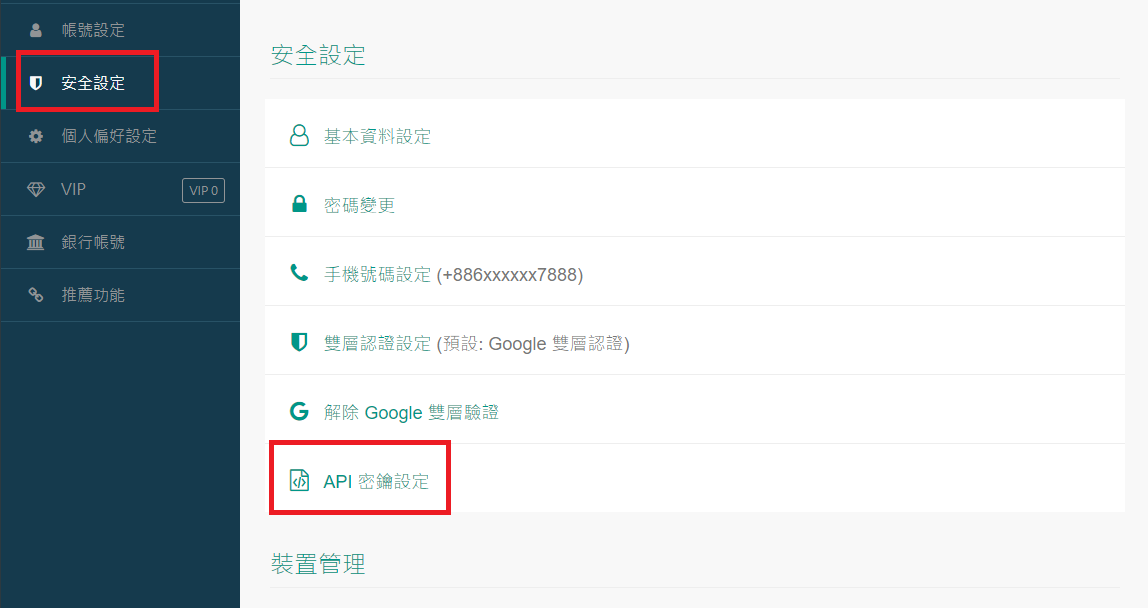 帳號設定
安全設定
個人偏好設定
VIP VIP 0
銀行帳號
推薦功能
安全設定
基本資料設定
密碼變更
手機號碼設定 (+886xxxxxx7888)
雙層認證設定 (預設: Google 雙層認證)
解除 Google 雙層驗證
API 密鑰設定
裝置管理